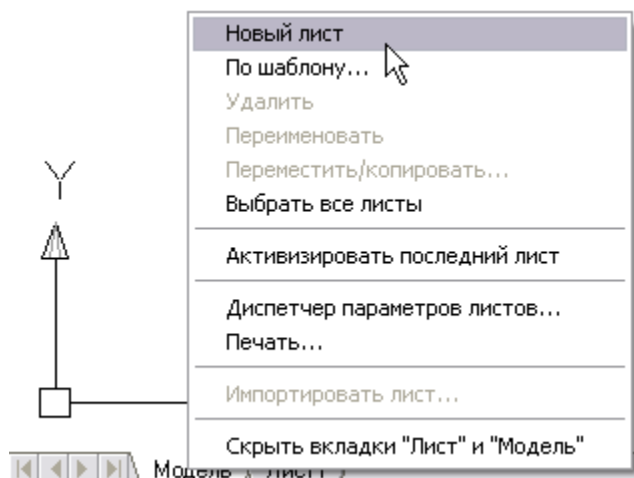 Новый лист
По шаблону...
Удалить
Переименовать
Переместить/копировать...
Выбрать все листы
Активизировать последний лист
Диспетчер параметров листов...
Печать...
Импортировать лист...
Скрыть вкладки "Лист" и "Модель"
Y
Модель Лист1